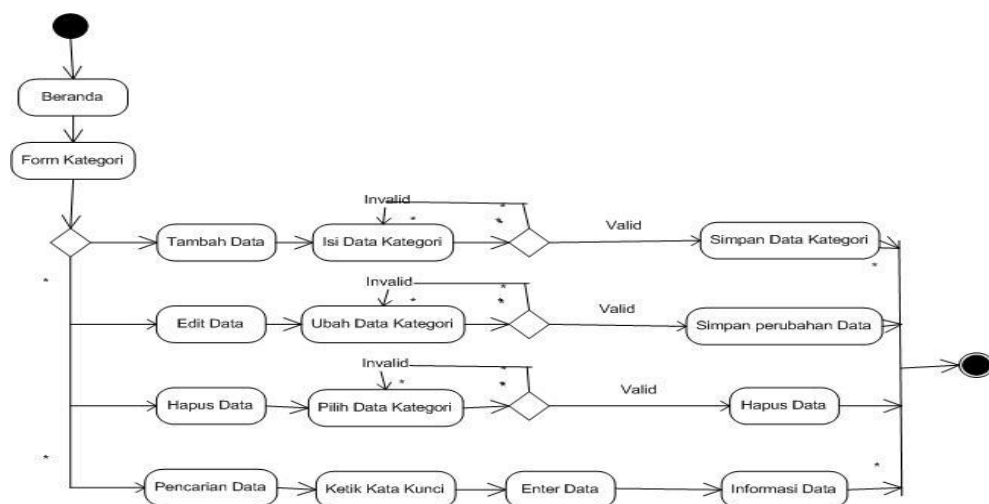 Beranda
Form Kategori
Invalid
Tambah Data
Isi Data Kategori
Valid
Simpan Data Kategori
Invalid
Edit Data
Ubah Data Kategori
Valid
Simpan perubahan Data
Invalid
Hapus Data
Pilih Data Kategori
Valid
Hapus Data
Pencarian Data
Ketik Kata Kunci
Enter Data
Informasi Data